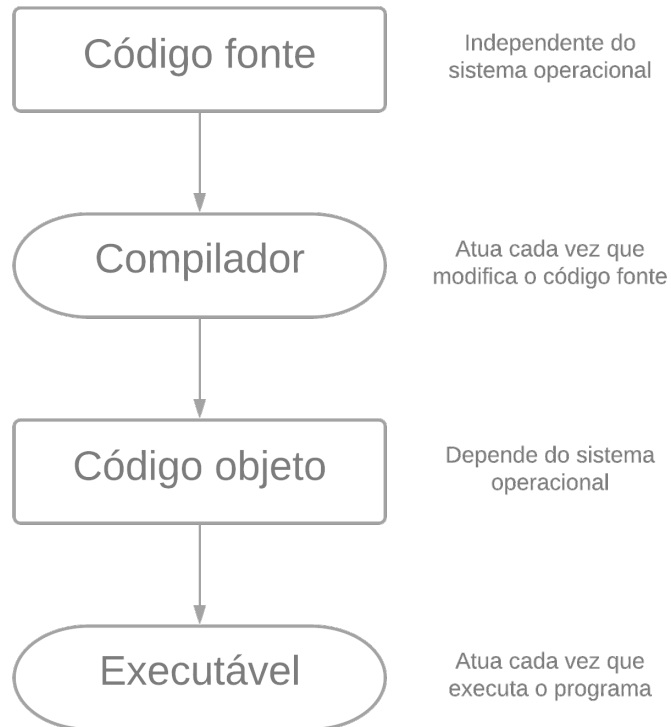 Código fonte
Independente do
sistema operacional
Compilador
Atua cada vez que
modifica o código fonte
Código objeto
Depende do sistema
operacional
Executável
Atua cada vez que
executa o programa